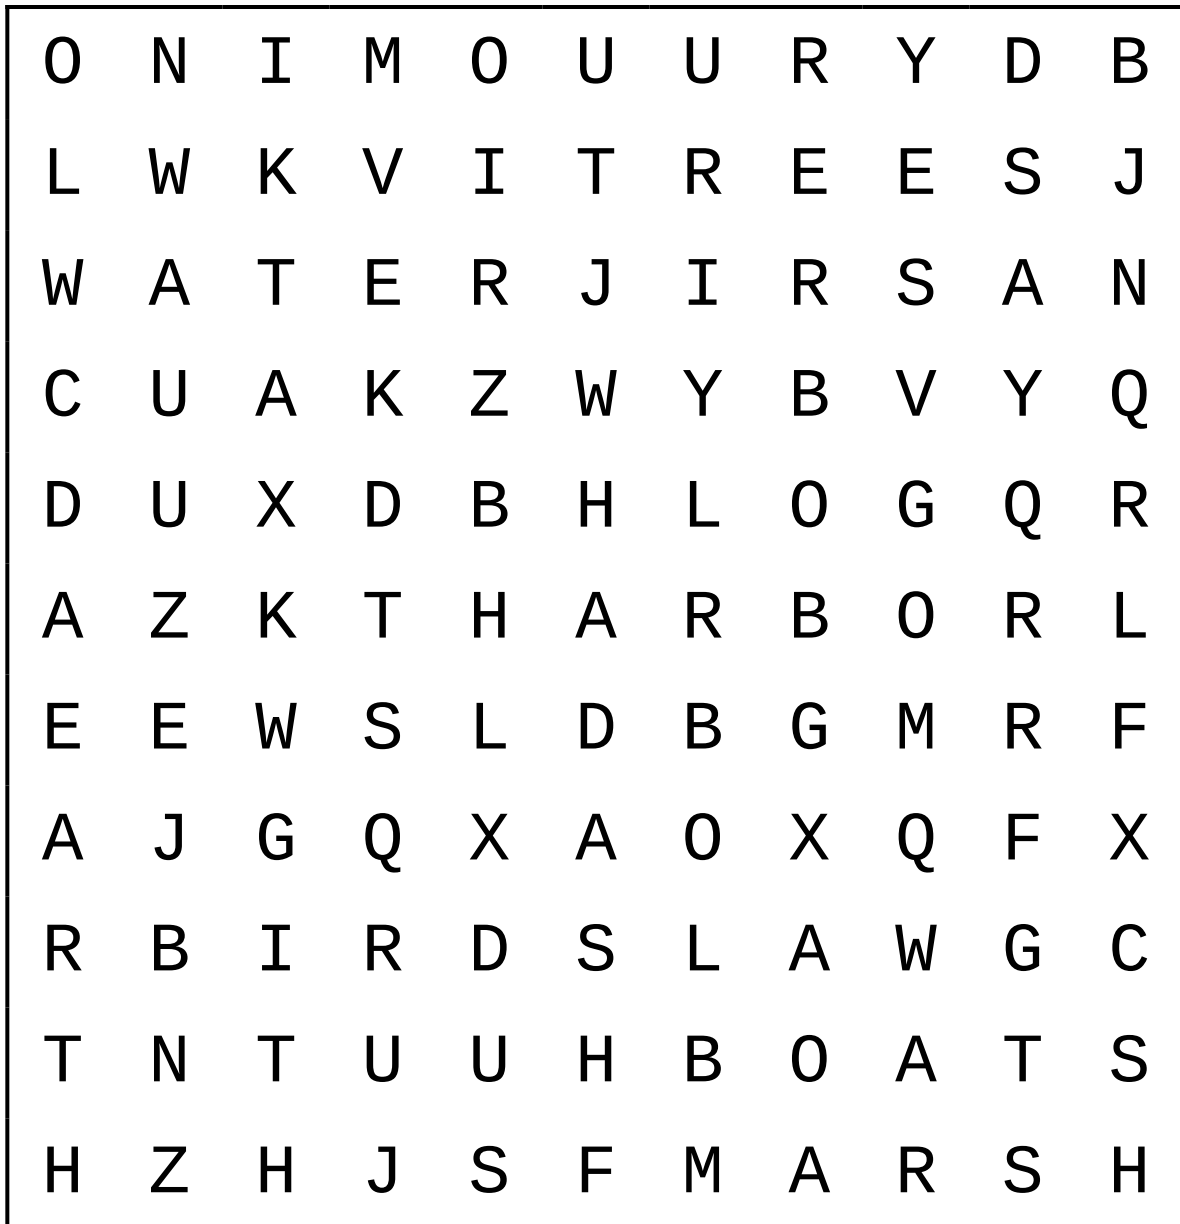 O N I M O U U R Y D B
L W K V I T R E E S J
W A T E R J I R S A N
C U A K Z W Y B V Y Q
D U X D B H L O G Q R
A Z K T H A R B O R L
E E W S L D B G M R F
A J G Q X A O X Q F X
R B I R D S L A W G C
T N T U U H B O A T S
H Z H J S F M A R S H